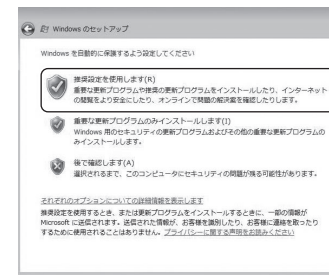 Windows のセットアップ
Windows を自動的に保護するよう設定してください
推奨設定を使用します(R)
重要な更新プログラムや推奨の更新プログラムをインストールしたり、インターネット
の閲覧をより安全にしたり、オンラインで問題の解決策を確認したりします。
重要な更新プログラムのみインストールします(I)
Windows 用のセキュリティの更新プログラムおよびその他の重要な更新プログラムの
みインストールします。
後で確認します(A)
選択されるまで、このコンピュータにセキュリティの問題が残る可能性があります。
それぞれのオプションについての詳細情報を表示します
推奨設定を使用するとき、または更新プログラムをインストールするときに、一部の情報が
Microsoft に送信されます。送信された情報が、お客様を識別したり、お客様に連絡を取ったり
するために使用されることはありません。プライバシーに関する声明をお読みください